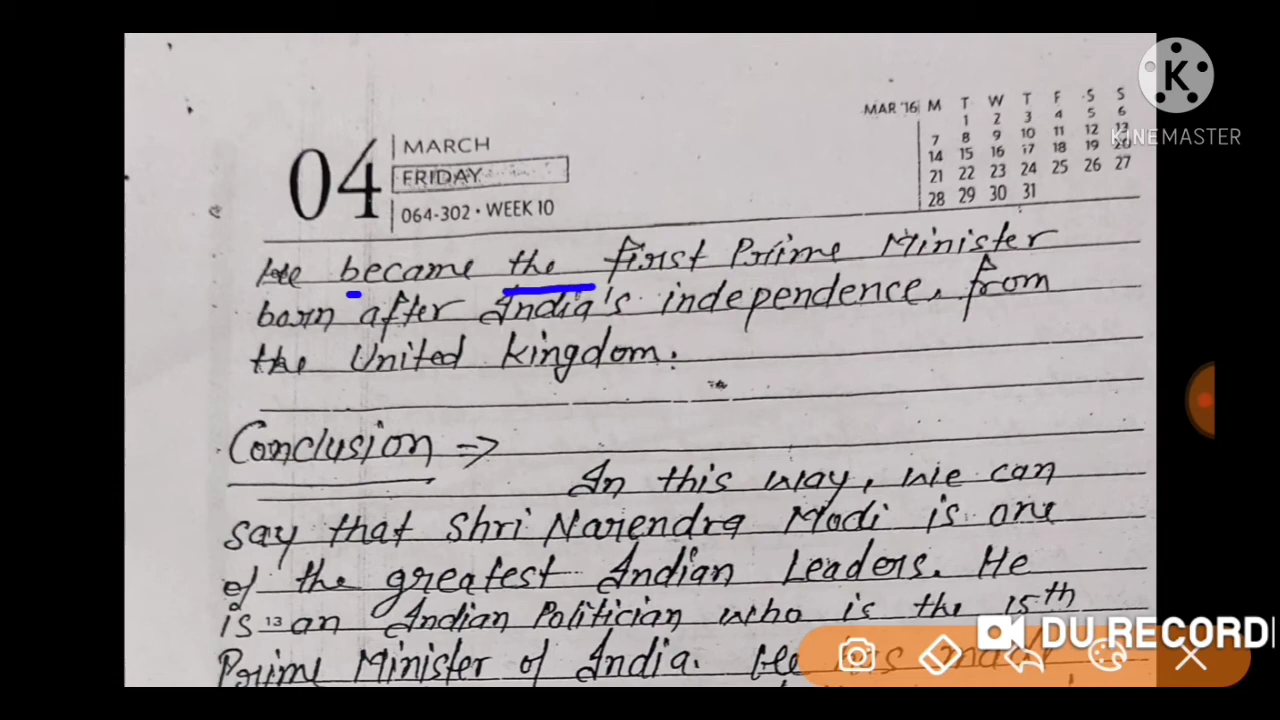 MAR '16 M T W T F S S
1 2 3 4 5 6
7 8 9 10 11 12 13
14 15 16 17 18 19 20
21 22 23 24 25 26 27
28 29 30 31
K
KINEMASTER
04 MARCH
FRIDAY
064-302 • WEEK 10
He became the first Prime Minister
born after India's independence, from
the United Kingdom.
Conclusion =>
In this way, we can
say that Shri Narendra Modi is one
of the greatest Indian Leaders. He
is 13 an Indian Politician who is the 15th
Prime Minister of India. He has made
DU RECORD